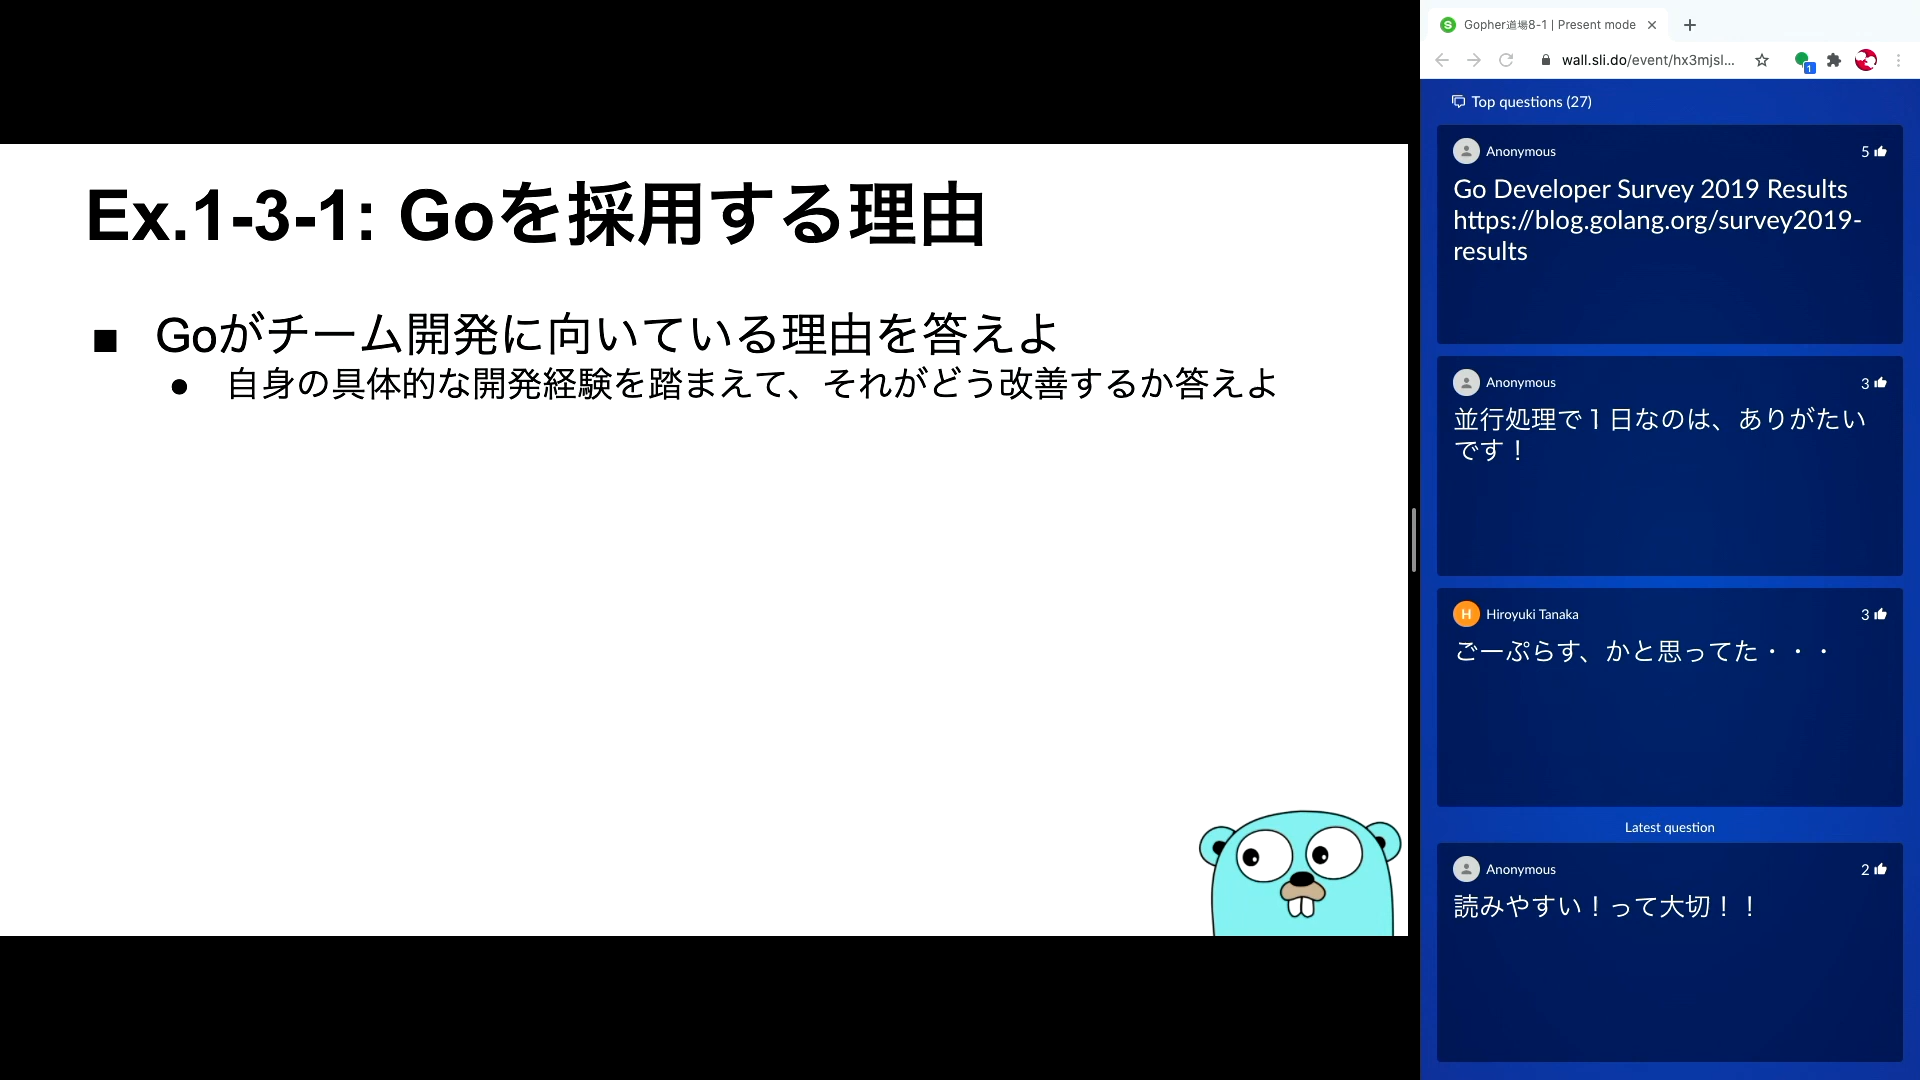 Ex.1-3-1: Goを採用する理由
■ Goがチーム開発に向いている理由を答えよ
● 自身の具体的な開発経験を踏まえて、それがどう改善するか答えよ
S Gopher道場8-1 | Present mode
wall.sli.do/event/hx3mjsl...
1
Top questions (27)
Anonymous 5
Go Developer Survey 2019 Results
https://blog.golang.org/survey2019-
results
Anonymous 3
並行処理で１日なのは、ありがたい
です！
H Hiroyuki Tanaka 3
ごーぷらす、かと思ってた・・・
Latest question
Anonymous 2
読みやすい！って大切！！